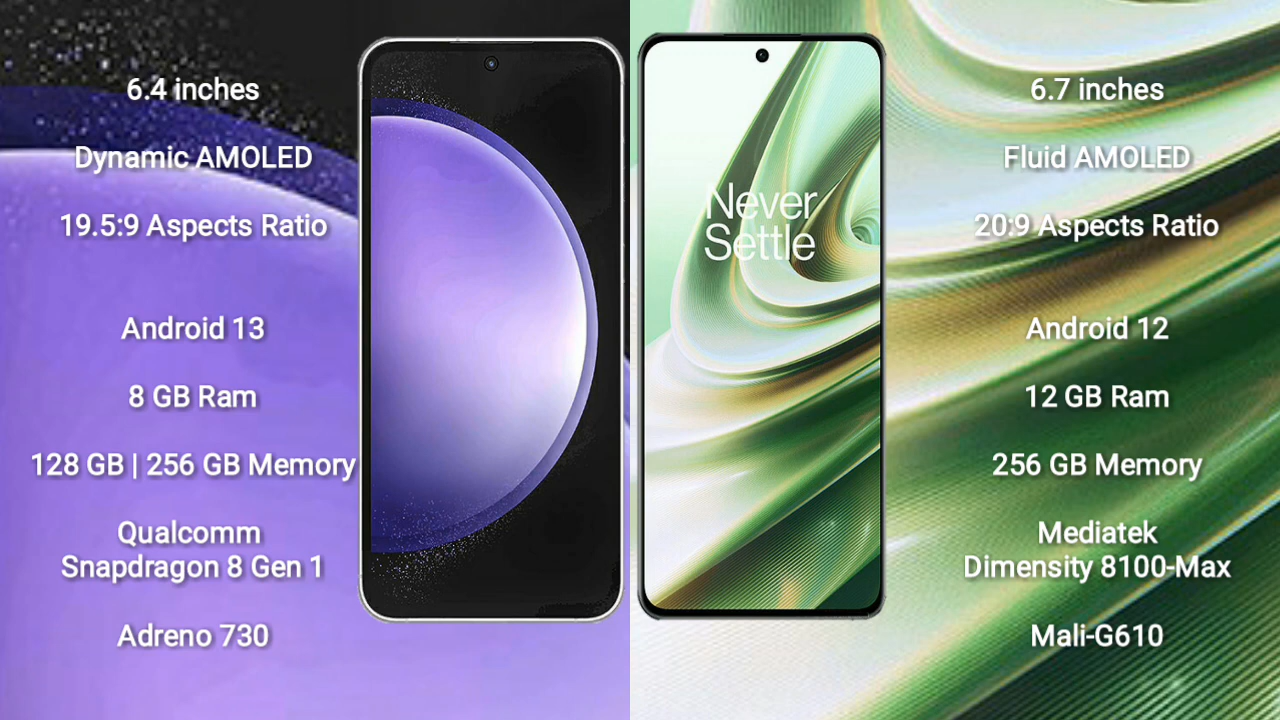 6.4 inches
Dynamic AMOLED
19.5:9 Aspects Ratio
Android 13
8 GB Ram
128 GB | 256 GB Memory
Qualcomm
Snapdragon 8 Gen 1
Adreno 730
Never
Settle
6.7 inches
Fluid AMOLED
20:9 Aspects Ratio
Android 12
12 GB Ram
256 GB Memory
Mediatek
Dimensity 8100-Max
Mali-G610